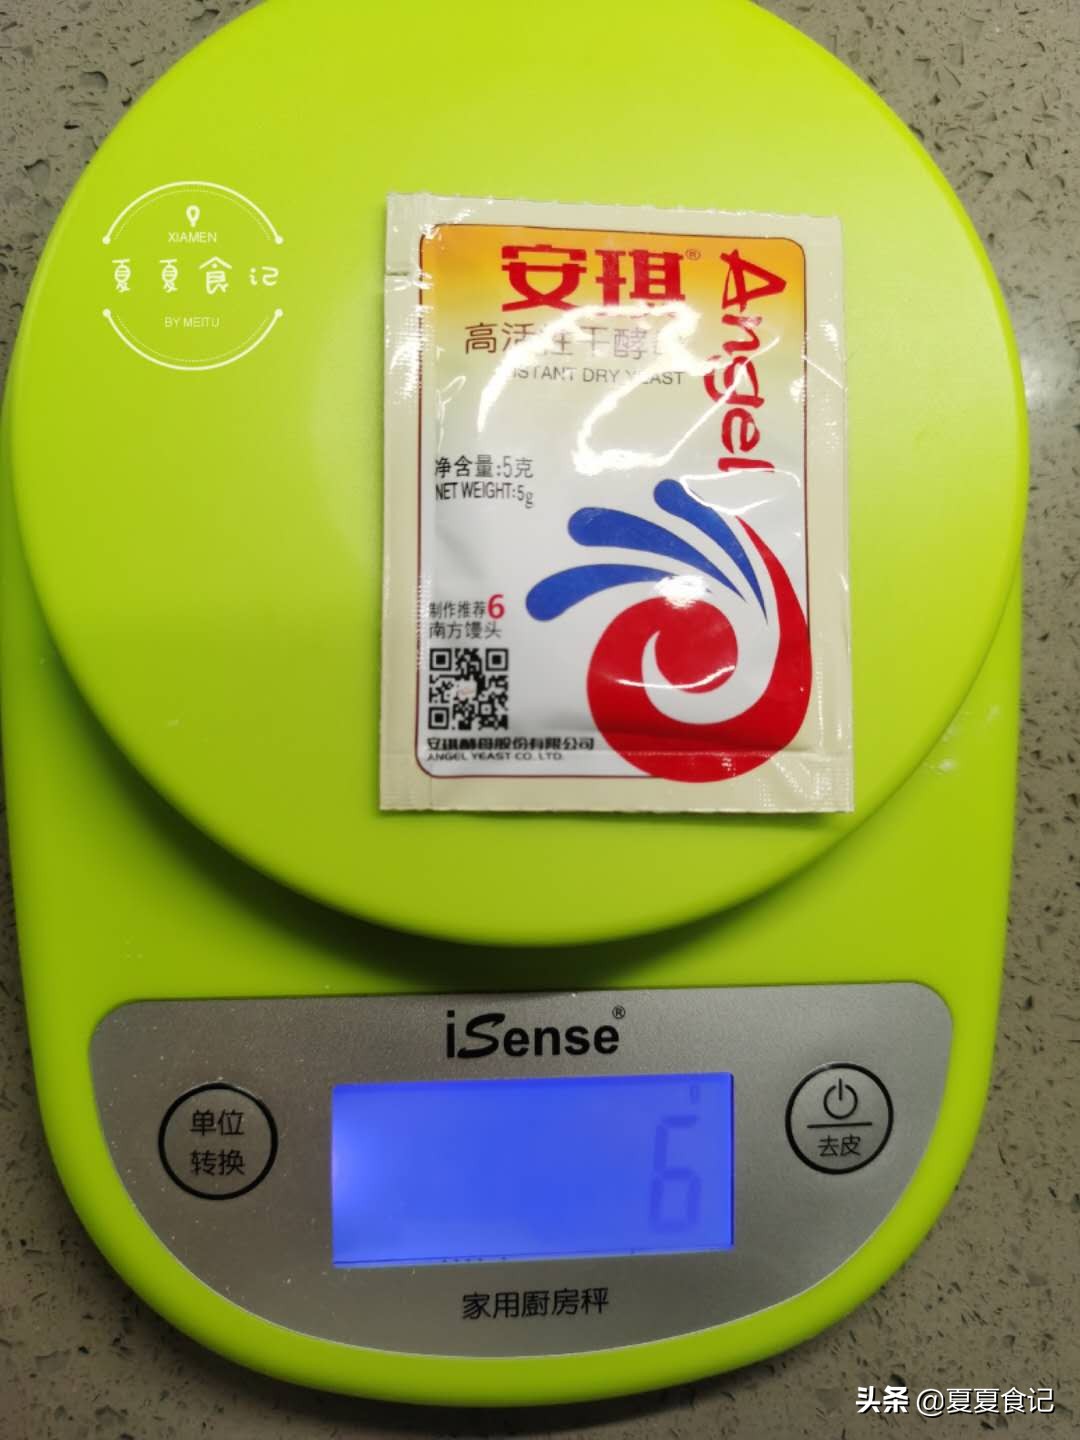 XIAMEN
夏夏食记
BY MEITU
安琪®
Angel
高活性干酵母
INSTANT DRY YEAST
净含量:5克
NET WEIGHT:5g
制作推荐6
南方馒头
安琪酵母股份有限公司
ANGEL YEAST CO. LTD.
iSense®
单位
转换
6
去皮
家用厨房秤
头条 @夏夏食记